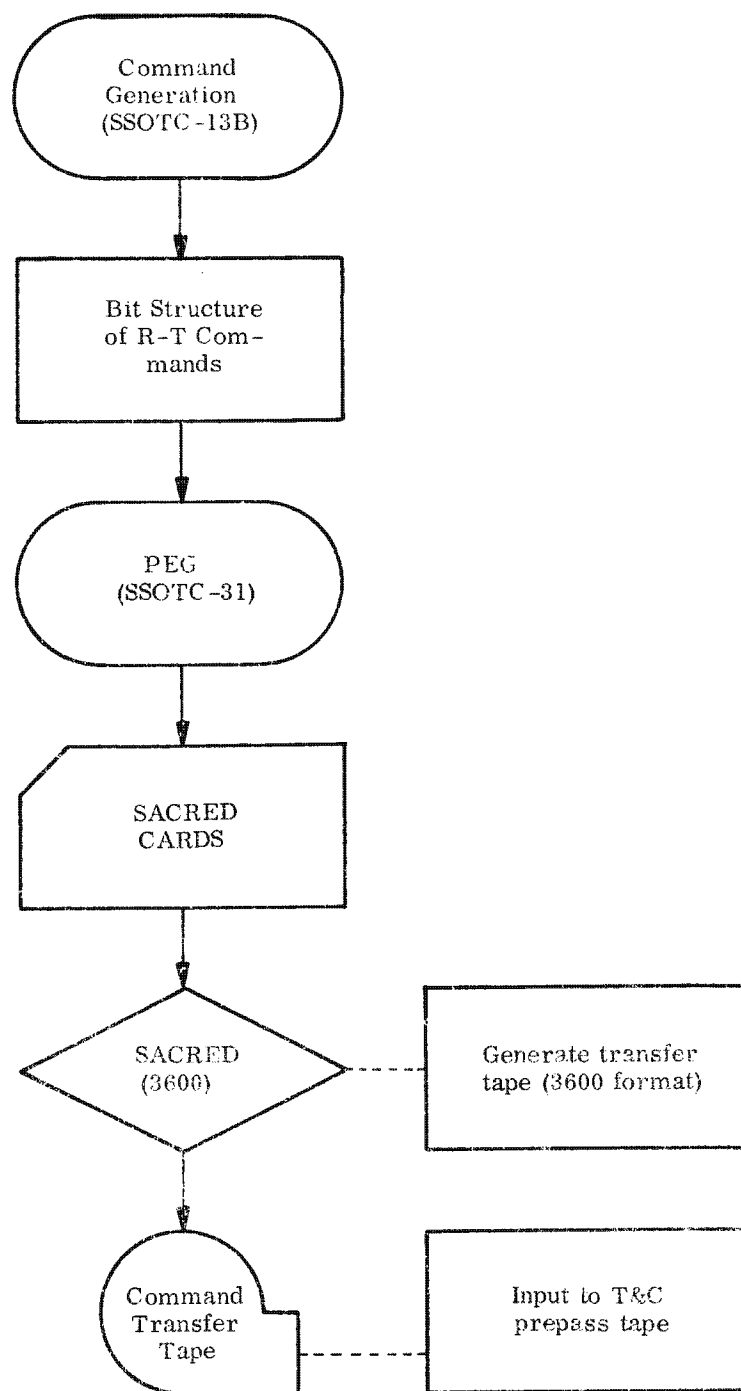 Command
Generation
(SSOTC-13B)
Bit Structure
of R-T Com-
mands
PEG
(SSOTC-31)
SACRED
CARDS
SACRED
(3600)
Generate transfer
tape (3600 format)
Command
Transfer
Tape
Input to T&C
prepass tape